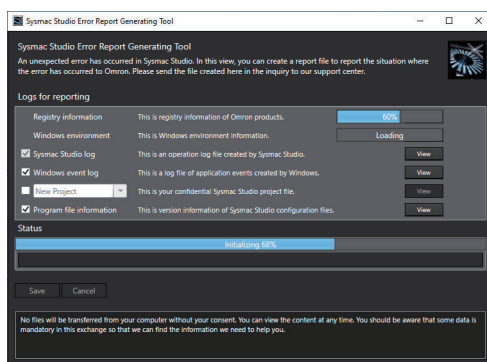 Sysmac Studio Error Report Generating Tool
Sysmac Studio Error Report Generating Tool
An unexpected error has occurred in Sysmac Studio. In this view, you can create a report file to report the situation where
the error has occurred to Omron. Please send the file created here in the inquiry to our support center.
Logs for reporting
Registry information This is registry information of Omron products. 60%
Windows environment This is Windows environment information. Loading
Sysmac Studio log This is an operation log file created by Sysmac Studio. View
Windows event log This is a log file of application events created by Windows. View
New Project This is your confidential Sysmac Studio project file. View
Program file information This is version information of Sysmac Studio configuration files. View
Status
Initializing 68%
Save Cancel
No files will be transferred from your computer without your consent. You can view the content at any time. You should be aware that some data is
mandatory in this exchange so that we can find the information we need to help you.